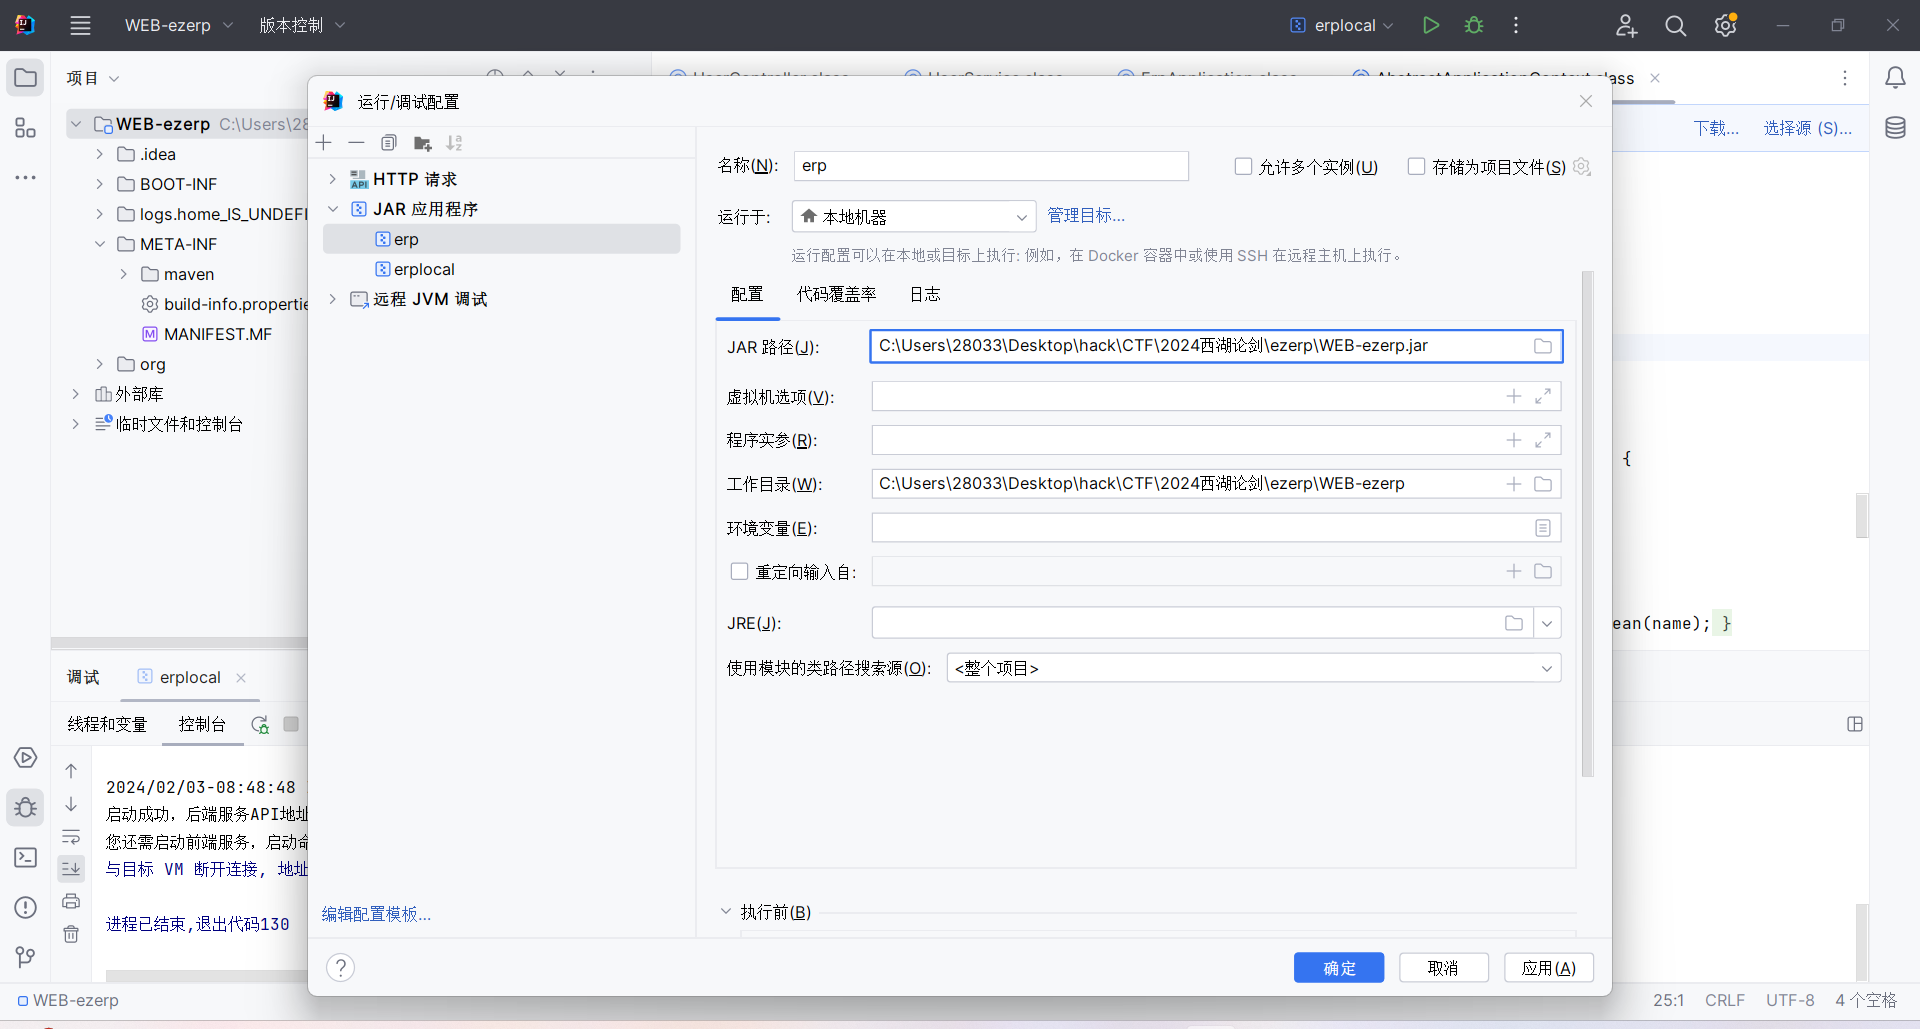 WEB-ezerp
版本控制
erplocal
项目
ass
WEB-ezerp C:\Users\28
.idea
BOOT-INF
logs.home_IS_UNDEFI
META-INF
maven
build-info.propertie
MANIFEST.MF
org
外部库
临时文件和控制台
下载...
选择源 (S)...
{
ean(name); }
运行/调试配置
HTTP 请求
JAR 应用程序
erp
erplocal
远程 JVM 调试
编辑配置模板...
名称(N):
erp
允许多个实例(U)
存储为项目文件(S)
运行于:
本地机器
管理目标...
运行配置可以在本地或目标上执行: 例如，在 Docker 容器中或使用 SSH 在远程主机上执行。
配置
代码覆盖率
日志
JAR 路径(J):
C:\Users\28033\Desktop\hack\CTF\2024西湖论剑\ezerp\WEB-ezerp.jar
虚拟机选项(V):
程序实参(R):
工作目录(W):
C:\Users\28033\Desktop\hack\CTF\2024西湖论剑\ezerp\WEB-ezerp
环境变量(E):
重定向输入自:
JRE(J):
使用模块的类路径搜索源(O):
<整个项目>
执行前(B)
?
确定
取消
应用(A)
调试
erplocal
线程和变量
控制台
2024/02/03-08:48:48
启动成功，后端服务API地址
您还需启动前端服务，启动命
与目标 VM 断开连接, 地址
进程已结束,退出代码130
WEB-ezerp
25:1
CRLF
UTF-8
4 个空格